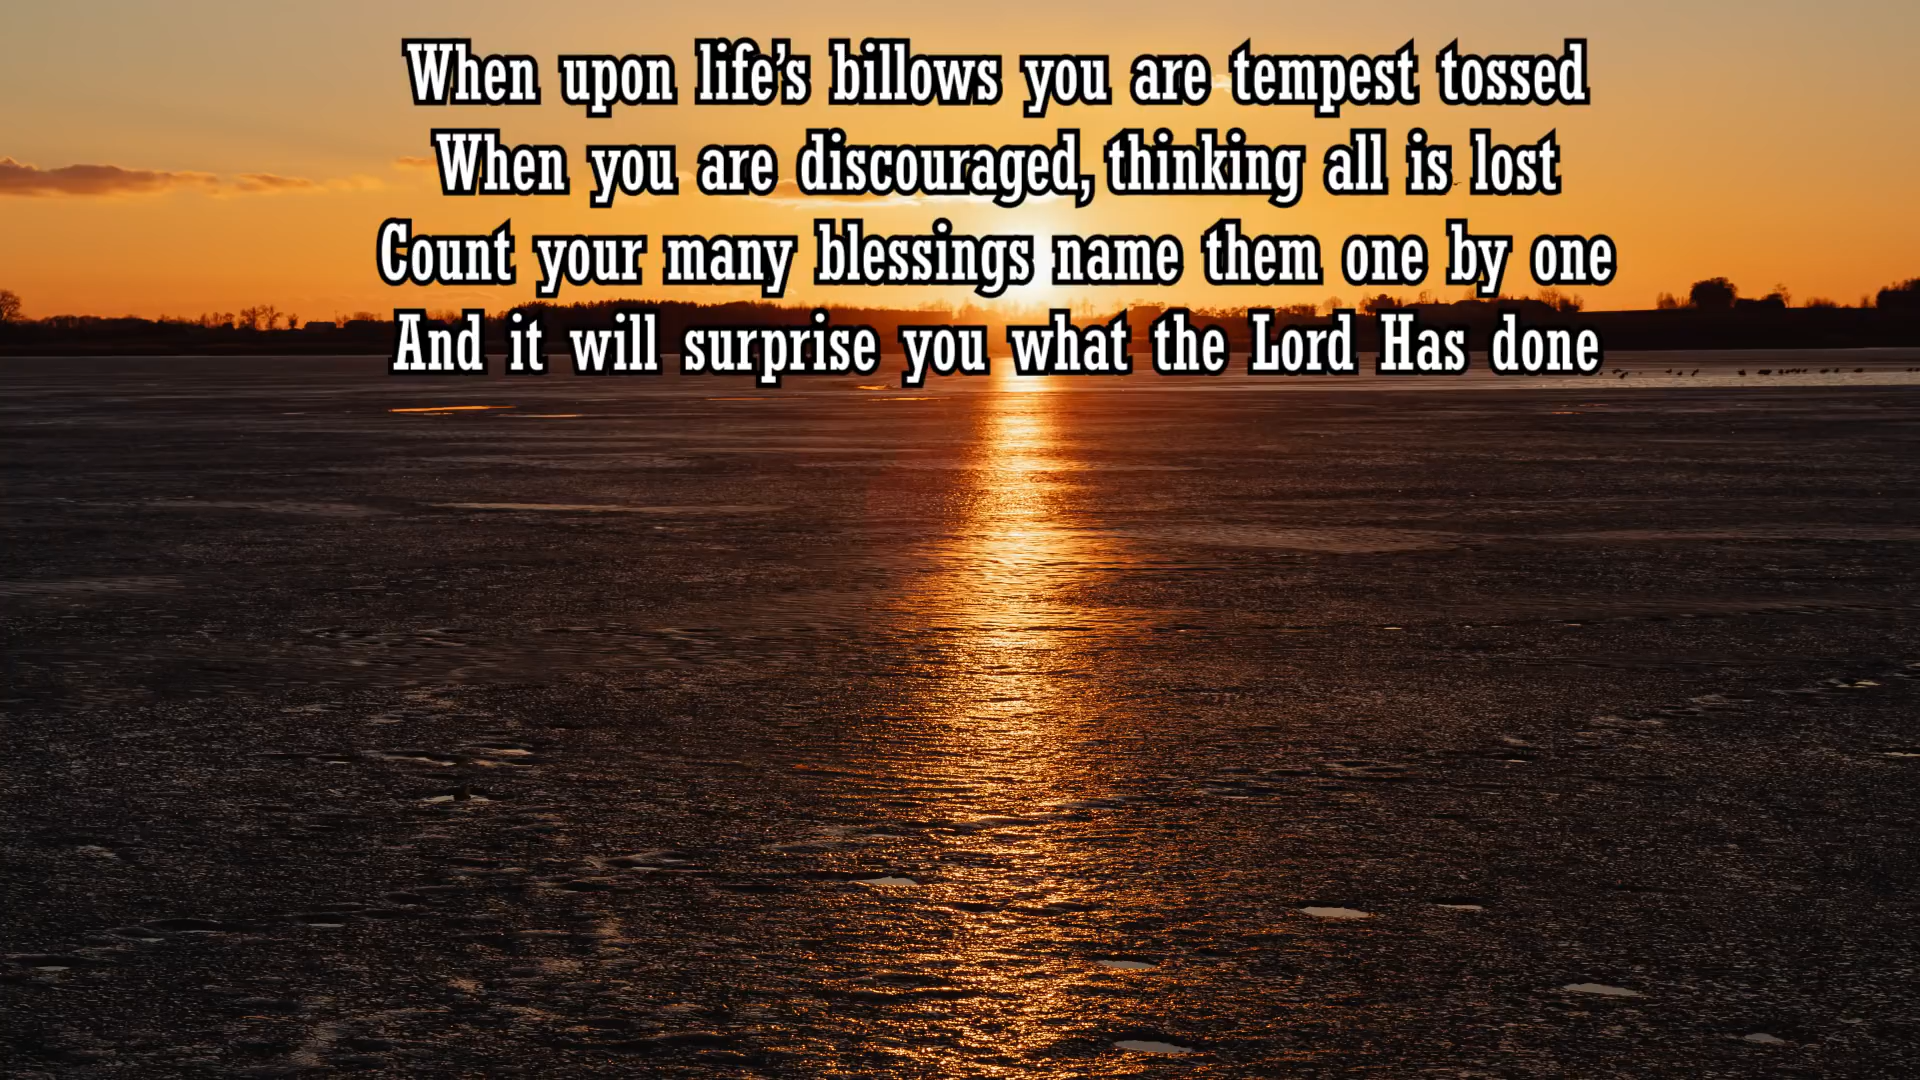 When upon life's billows you are tempest tossed
When you are discouraged, thinking all is lost
Count your many blessings name them one by one
And it will surprise you what the Lord Has done